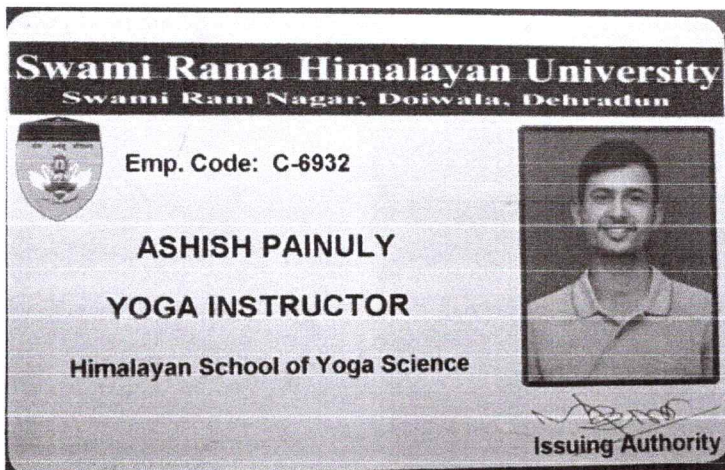 Swami Rama Himalayan University
Swami Ram Nagar, Doiwala, Dehradun
Emp. Code: C-6932
ASHISH PAINULY
YOGA INSTRUCTOR
Himalayan School of Yoga Science
Issuing Authority